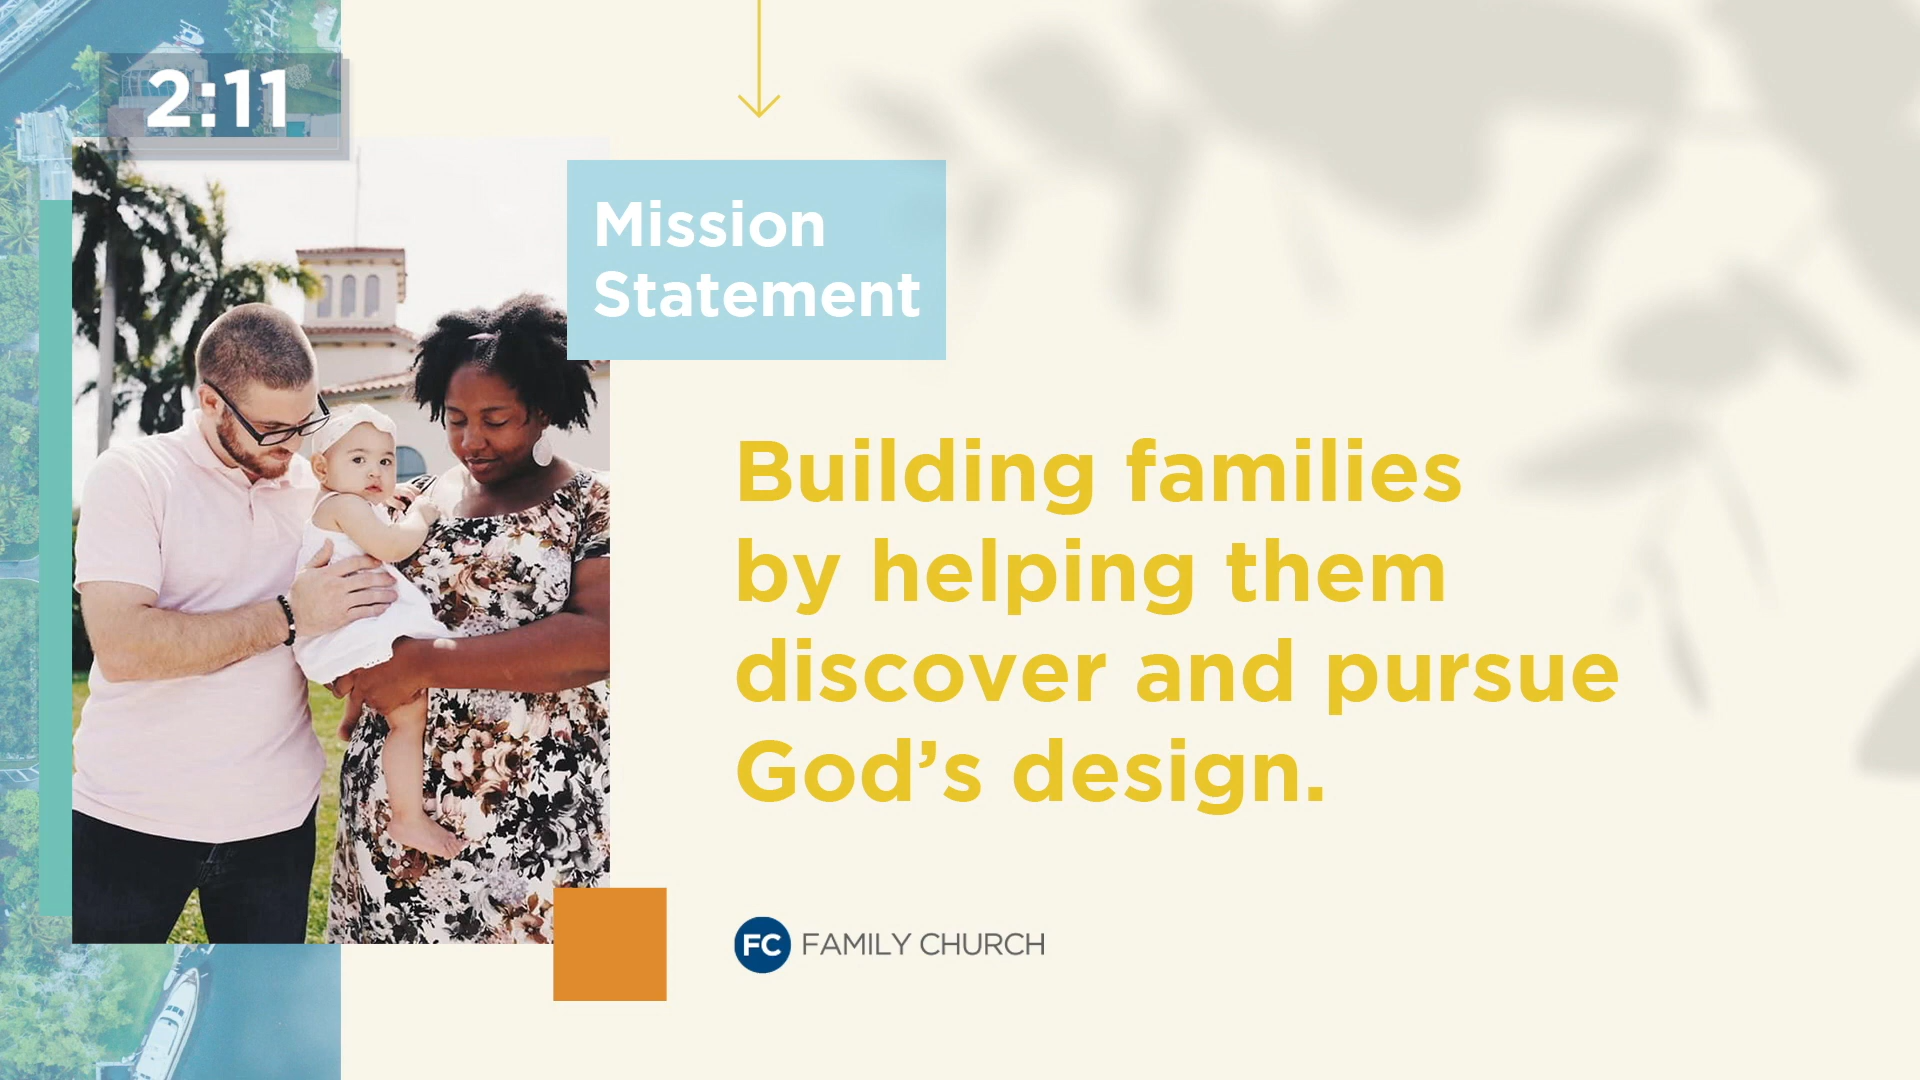 2:11
Mission
Statement
Building families
by helping them
discover and pursue
God’s design.
FC FAMILY CHURCH